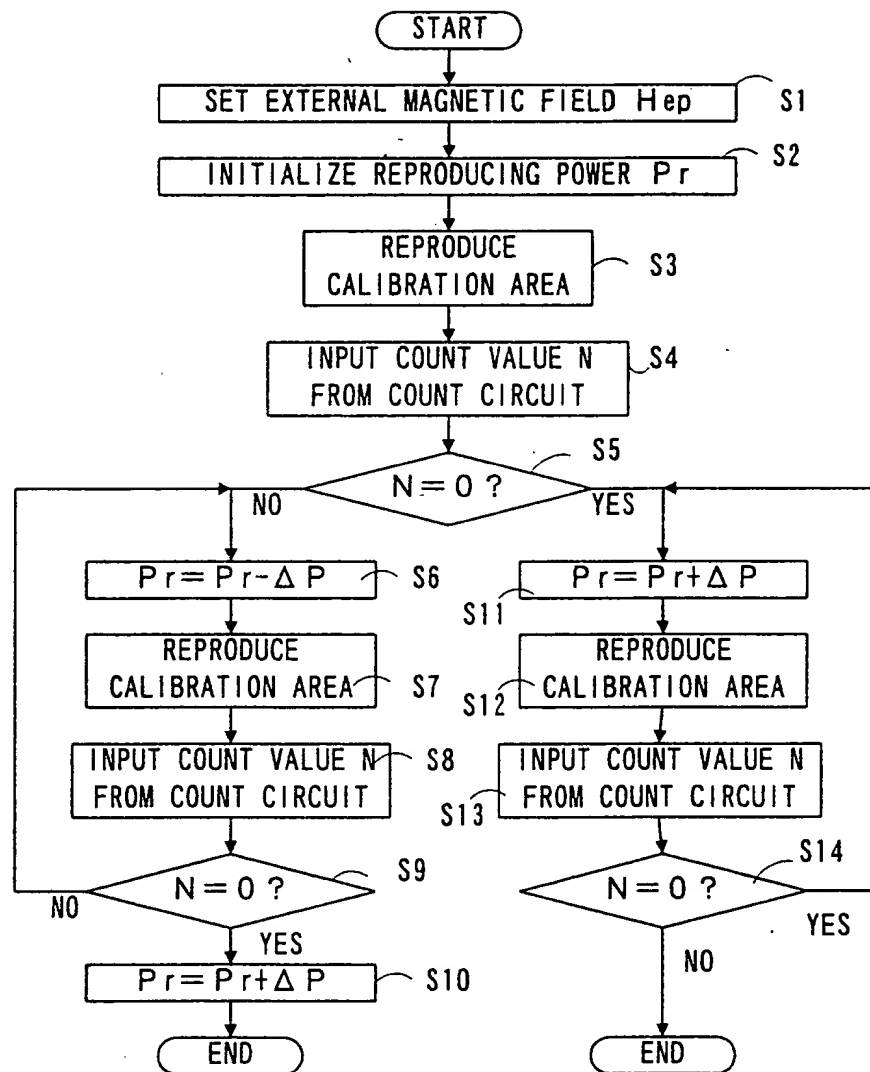 START
SET EXTERNAL MAGNETIC FIELD Hep
S1
INITIALIZE REPRODUCING POWER Pr
S2
REPRODUCE
CALIBRATION AREA
S3
INPUT COUNT VALUE N
FROM COUNT CIRCUIT
S4
N=0?
S5
NO
YES
Pr=Pr-ΔP
S6
REPRODUCE
CALIBRATION AREA
S7
INPUT COUNT VALUE N
FROM COUNT CIRCUIT
S8
N=0?
S9
NO
YES
Pr=Pr+ΔP
S10
END
Pr=Pr+ΔP
S11
REPRODUCE
CALIBRATION AREA
S12
INPUT COUNT VALUE N
FROM COUNT CIRCUIT
S13
N=0?
S14
YES
NO
END